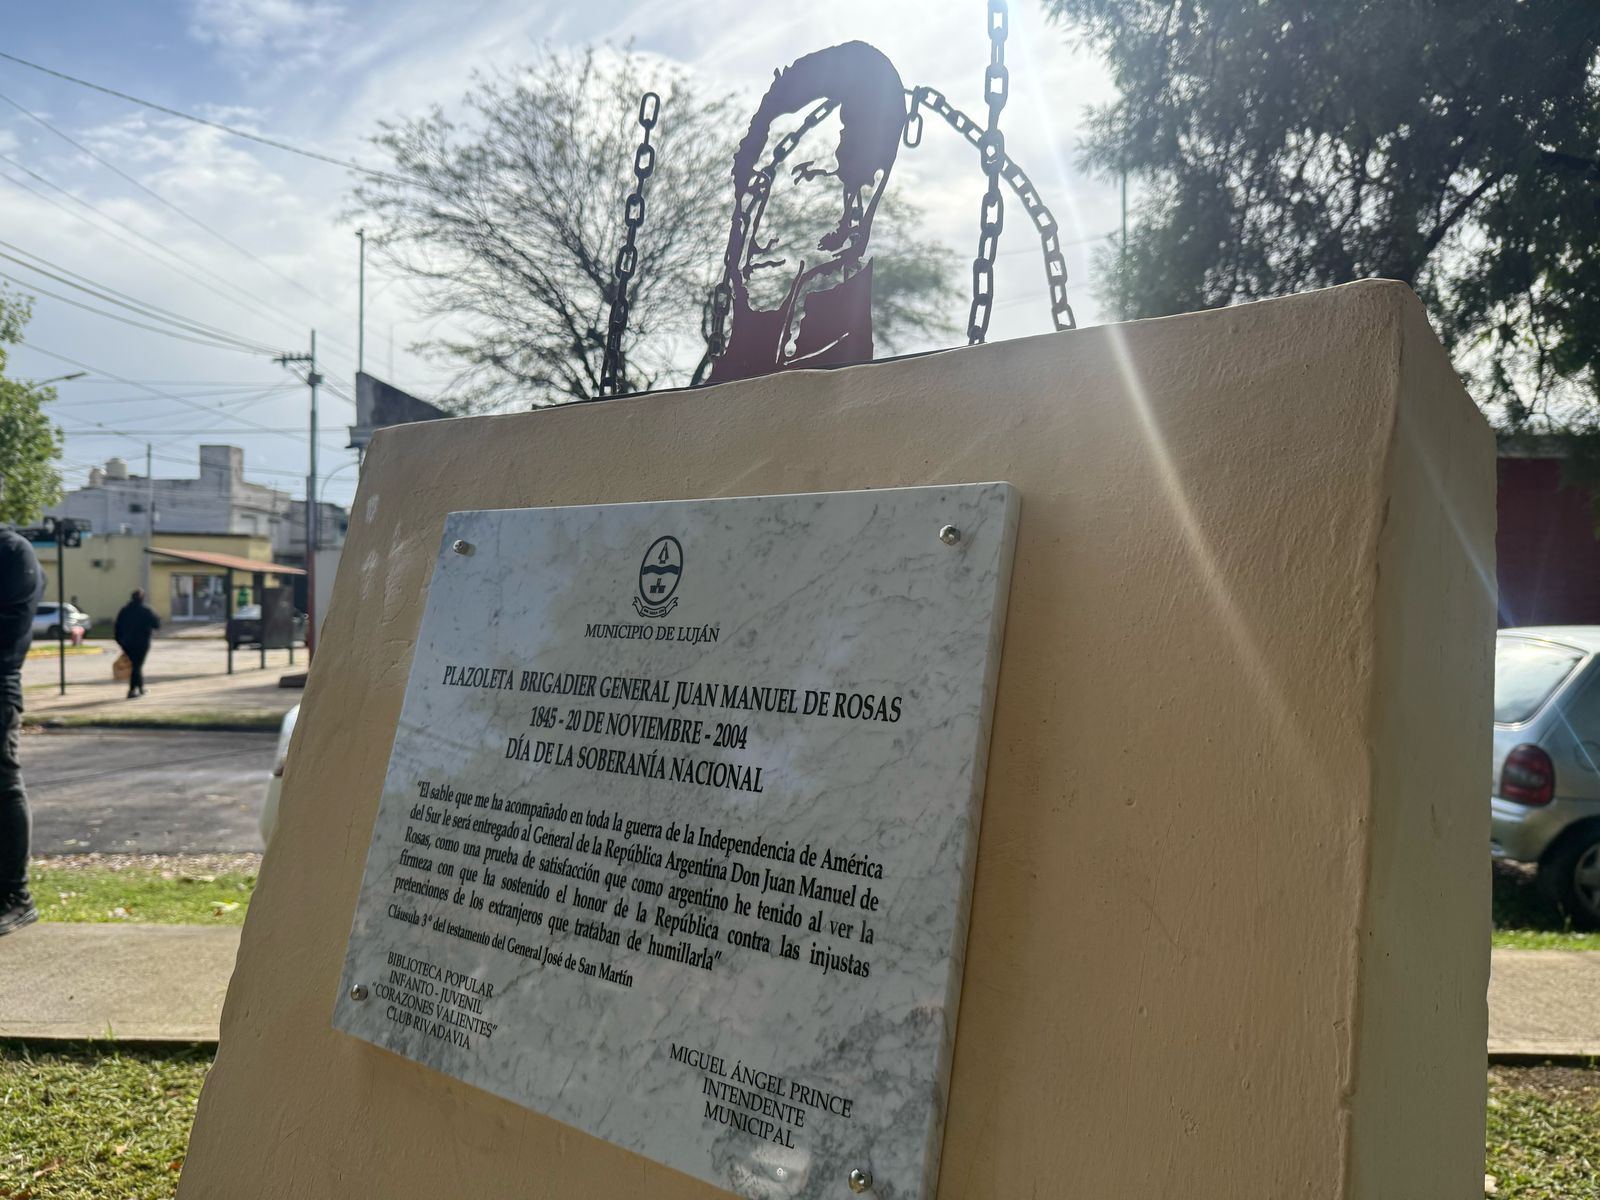 MUNICIPIO DE LUJÁN
PLAZOLETA BRIGADIER GENERAL JUAN MANUEL DE ROSAS
1845 - 20 DE NOVIEMBRE - 2004
DÍA DE LA SOBERANÍA NACIONAL
"El sable que me ha acompañado en toda la guerra de la Independencia de América
del Sur le será entregado al General de la República Argentina Don Juan Manuel de
Rosas, como una prueba de satisfacción que como argentino he tenido al ver la
firmeza con que ha sostenido el honor de la República contra las injustas
pretenciones de los extranjeros que trataban de humillarla"
Cláusula 3º del testamento del General José de San Martín
BIBLIOTECA POPULAR
INFANTO - JUVENIL
"CORAZONES VALIENTES"
CLUB RIVADAVIA
MIGUEL ÁNGEL PRINCE
INTENDENTE
MUNICIPAL